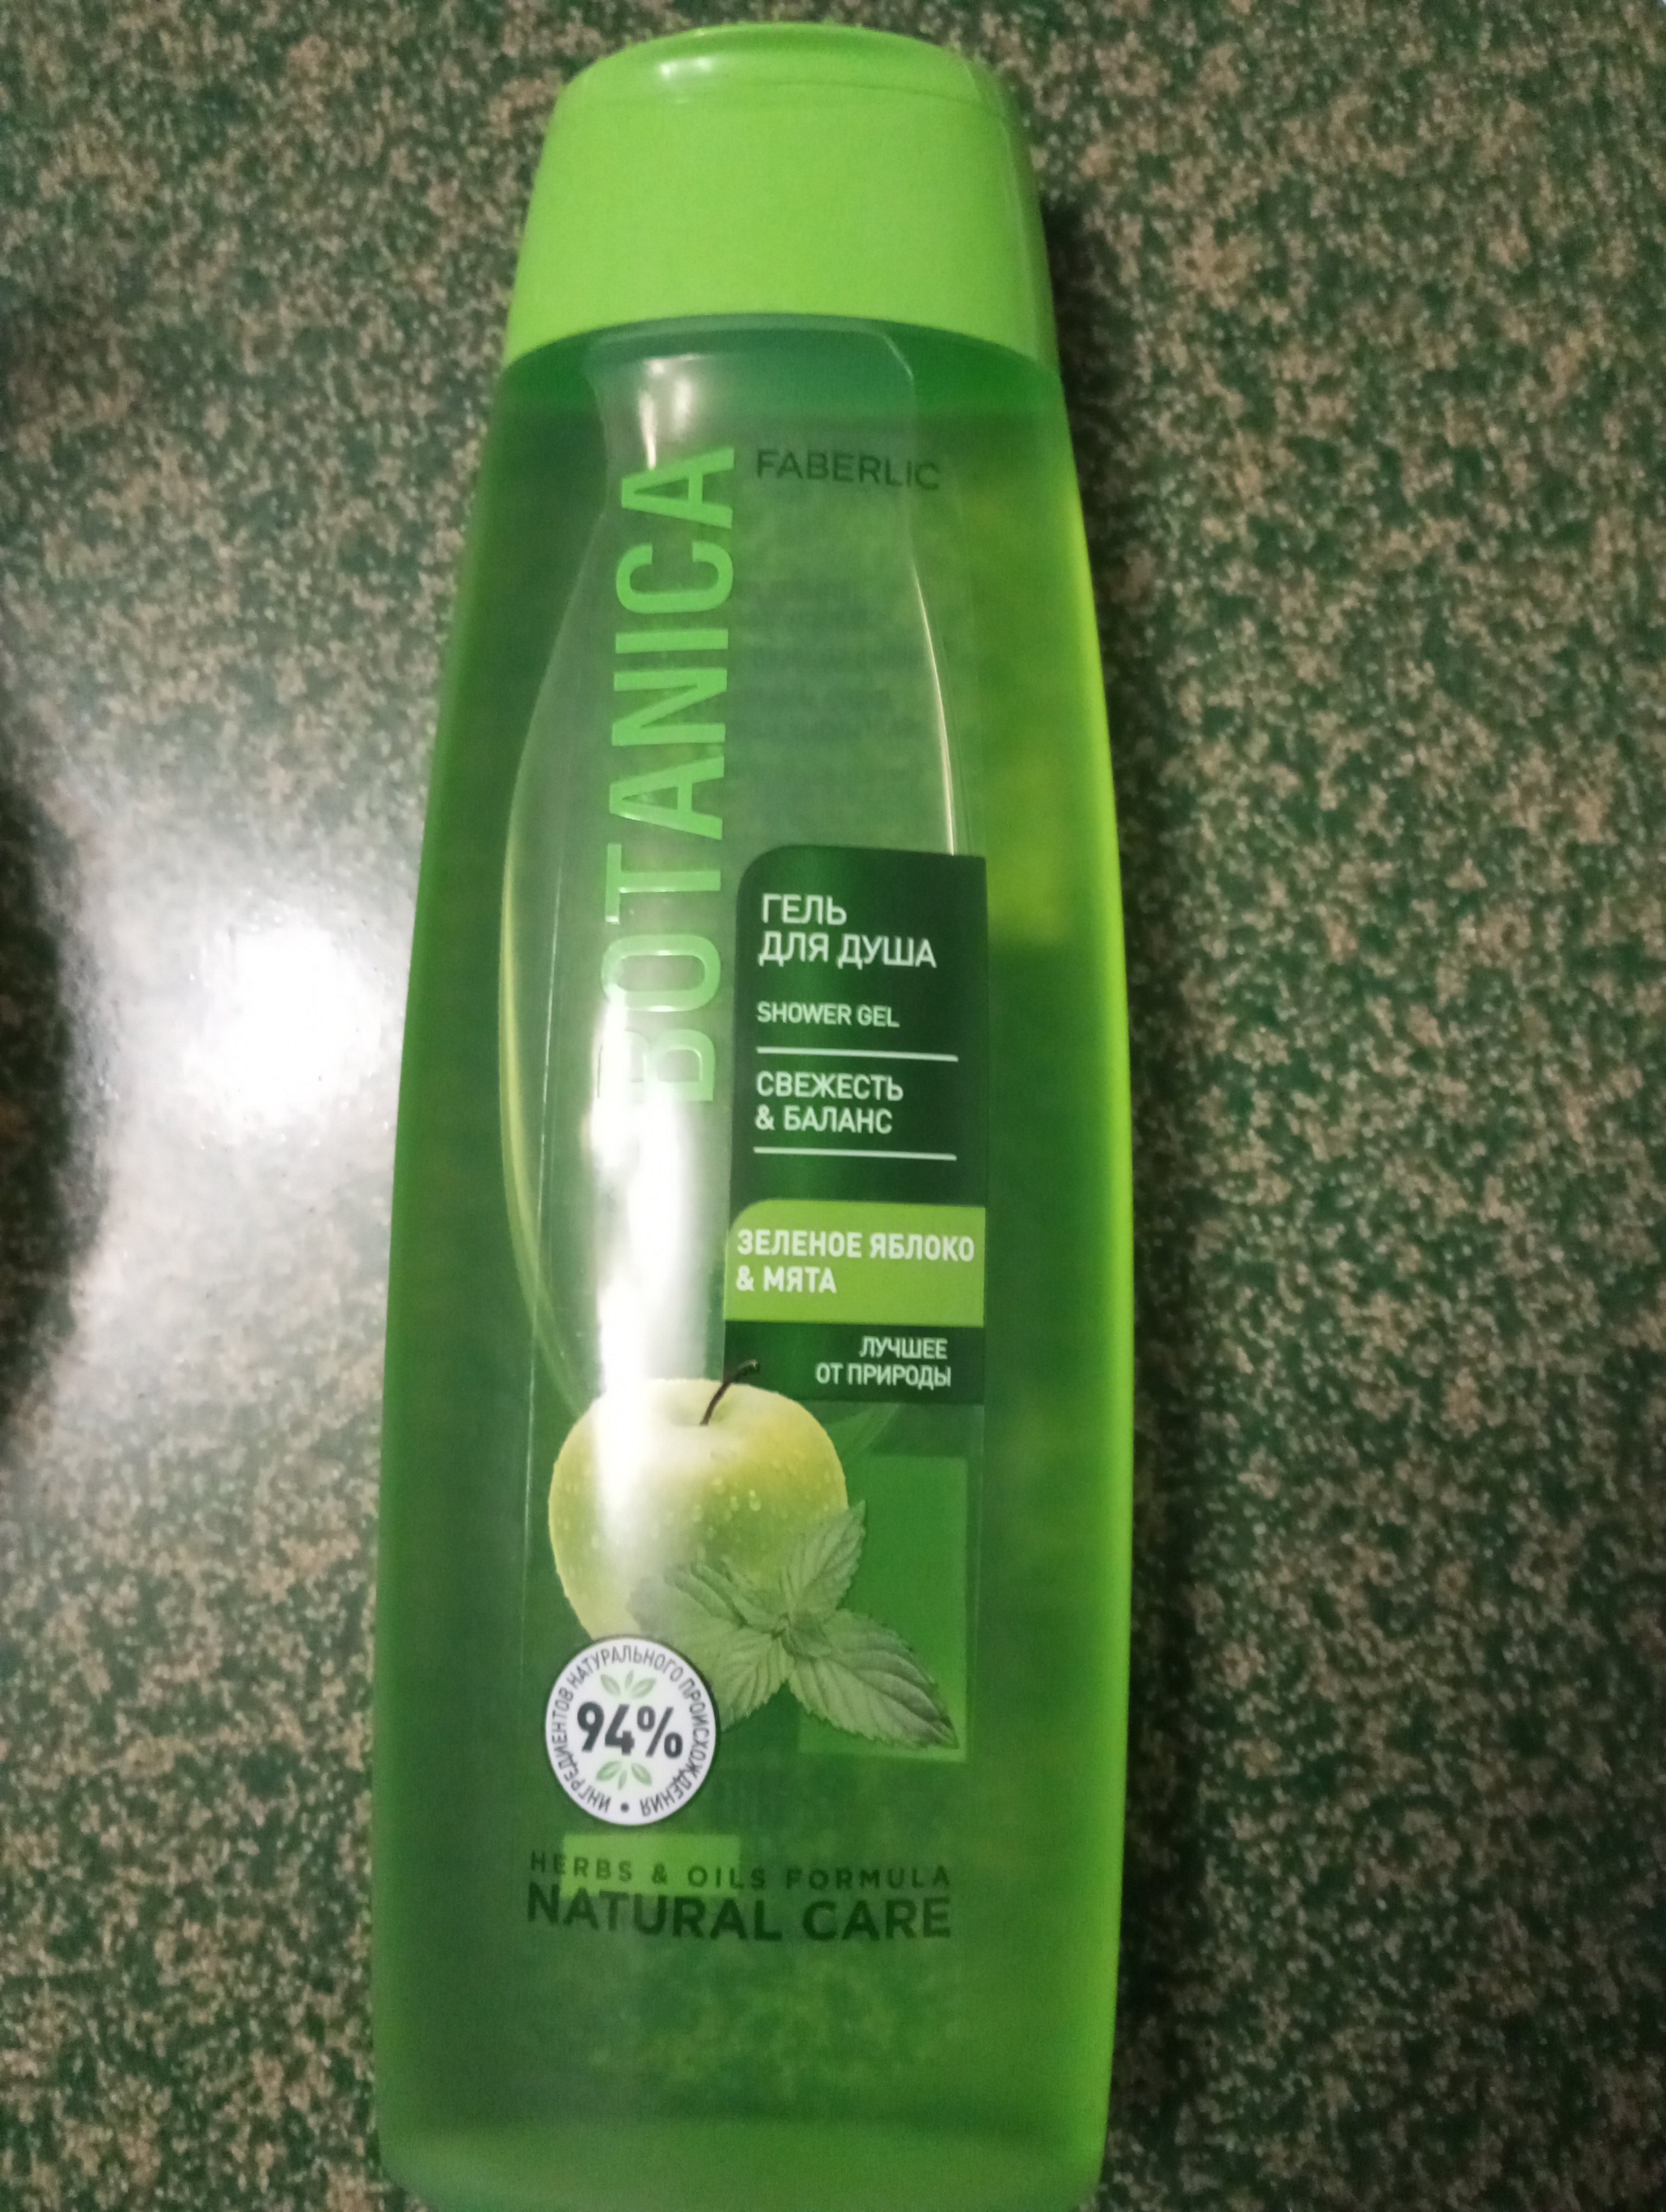 FABERLIC
BOTANICA
ГЕЛЬ
ДЛЯ ДУША
SHOWER GEL
СВЕЖЕСТЬ
& БАЛАНС
ЗЕЛЕНОЕ ЯБЛОКО
& МЯТА
ЛУЧШЕЕ
ОТ ПРИРОДЫ
94%
ИНГРЕДИЕНТОВ НАТУРАЛЬНОГО ПРОИСХОЖДЕНИЯ •
HERBS & OILS FORMULA
NATURAL CARE